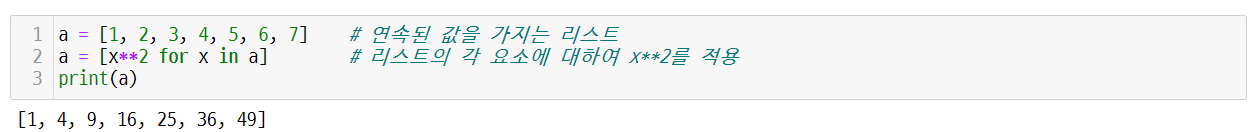 1 a = [1, 2, 3, 4, 5, 6, 7] # 연속된 값을 가지는 리스트
2 a = [x**2 for x in a] # 리스트의 각 요소에 대하여 x**2를 적용
3 print(a)
[1, 4, 9, 16, 25, 36, 49]